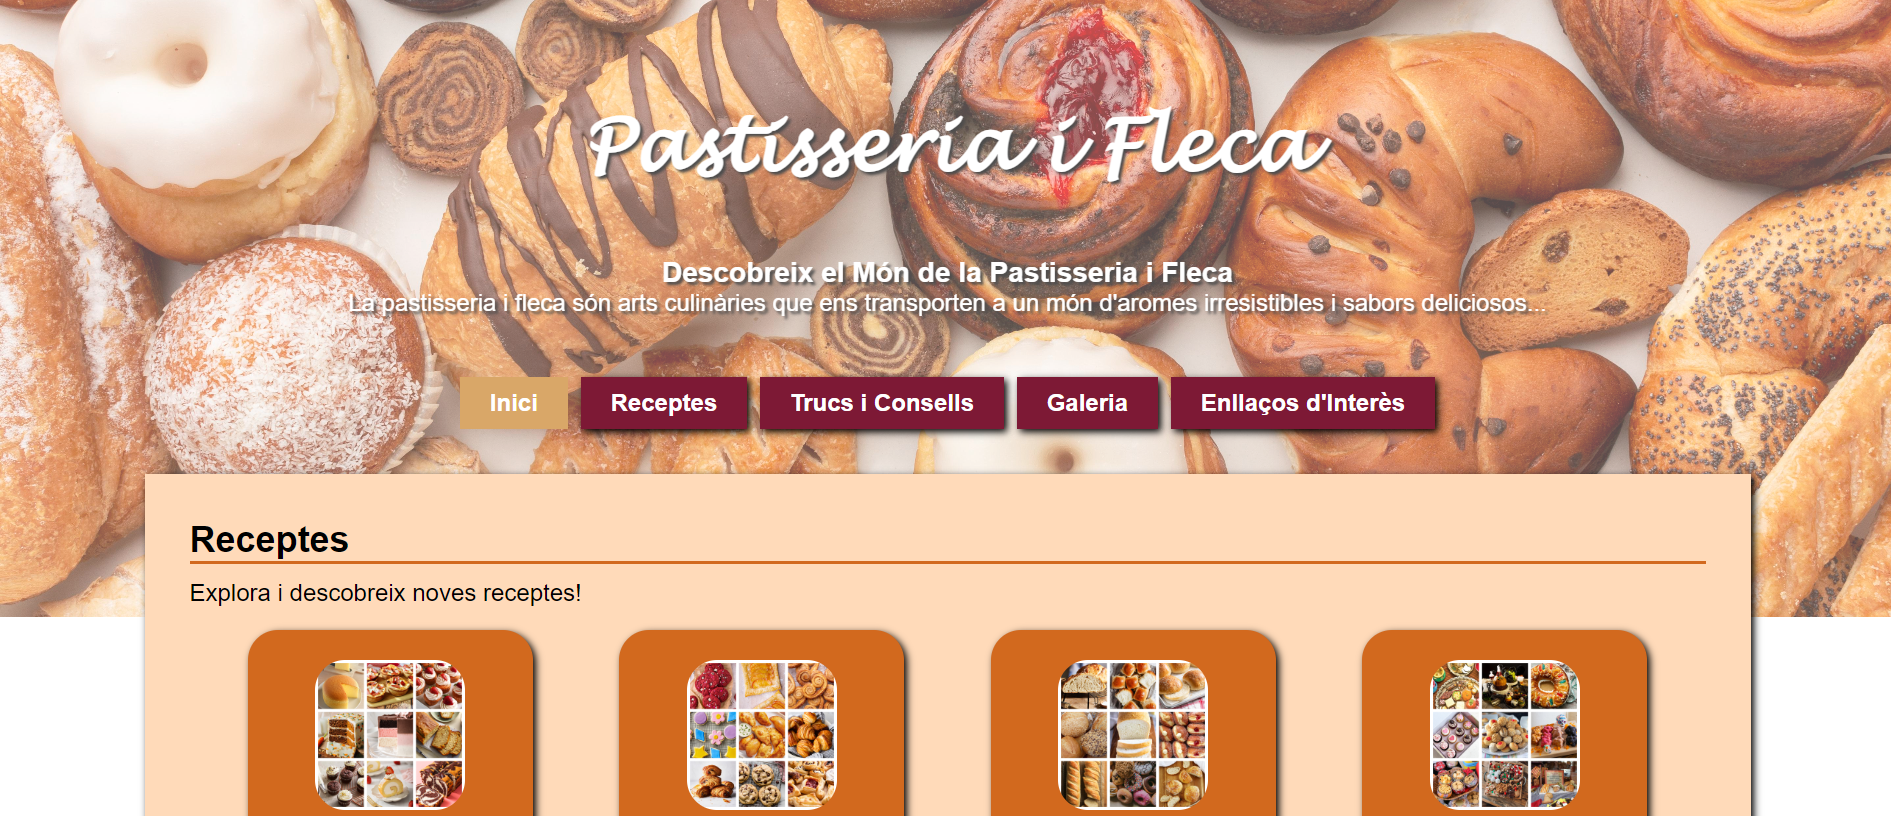 Pastisseria i Fleca
Descobreix el Món de la Pastisseria i Fleca
La pastisseria i fleca són arts culinàries que ens transporten a un món d'aromes irresistibles i sabors deliciosos...
Inici
Receptes
Trucs i Consells
Galeria
Enllaços d'Interès
Receptes
Explora i descobreix noves receptes!